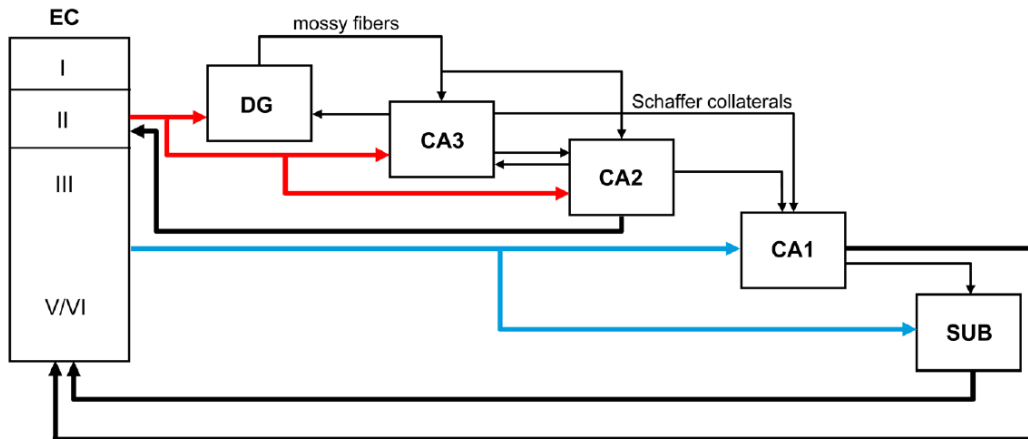 EC
mossy fibers
I
DG
Schaffer collaterals
II
CA3
CA2
III
CA1
V/VI
SUB